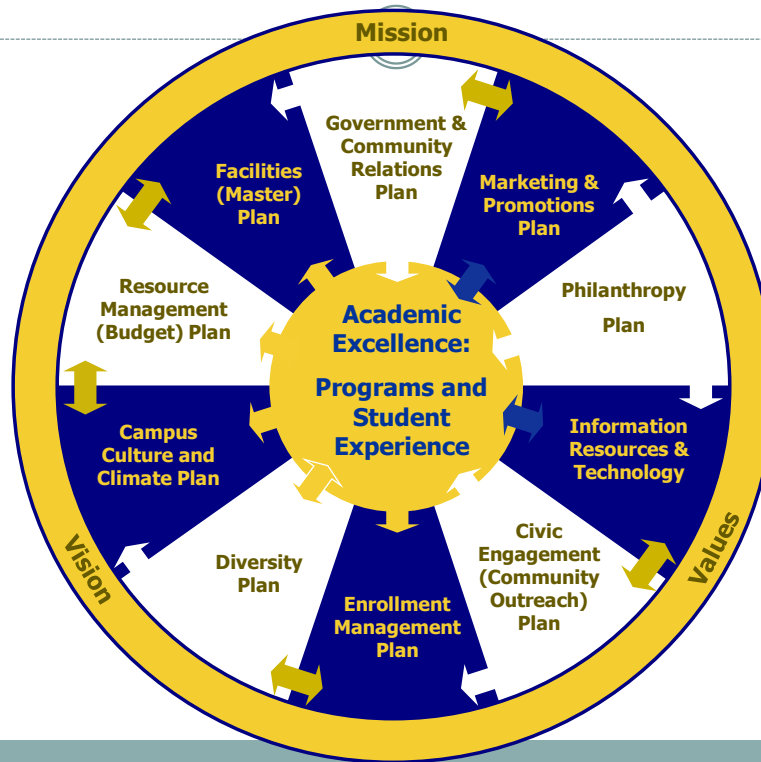 Mission
Government &
Community
Relations
Plan
Marketing &
Promotions
Plan
Philanthropy
Plan
Information
Resources &
Technology
Values
Civic
Engagement
(Community
Outreach)
Plan
Enrollment
Management
Plan
Diversity
Plan
Vision
Campus
Culture and
Climate Plan
Resource
Management
(Budget) Plan
Facilities
(Master)
Plan
Academic
Excellence:
Programs and
Student
Experience